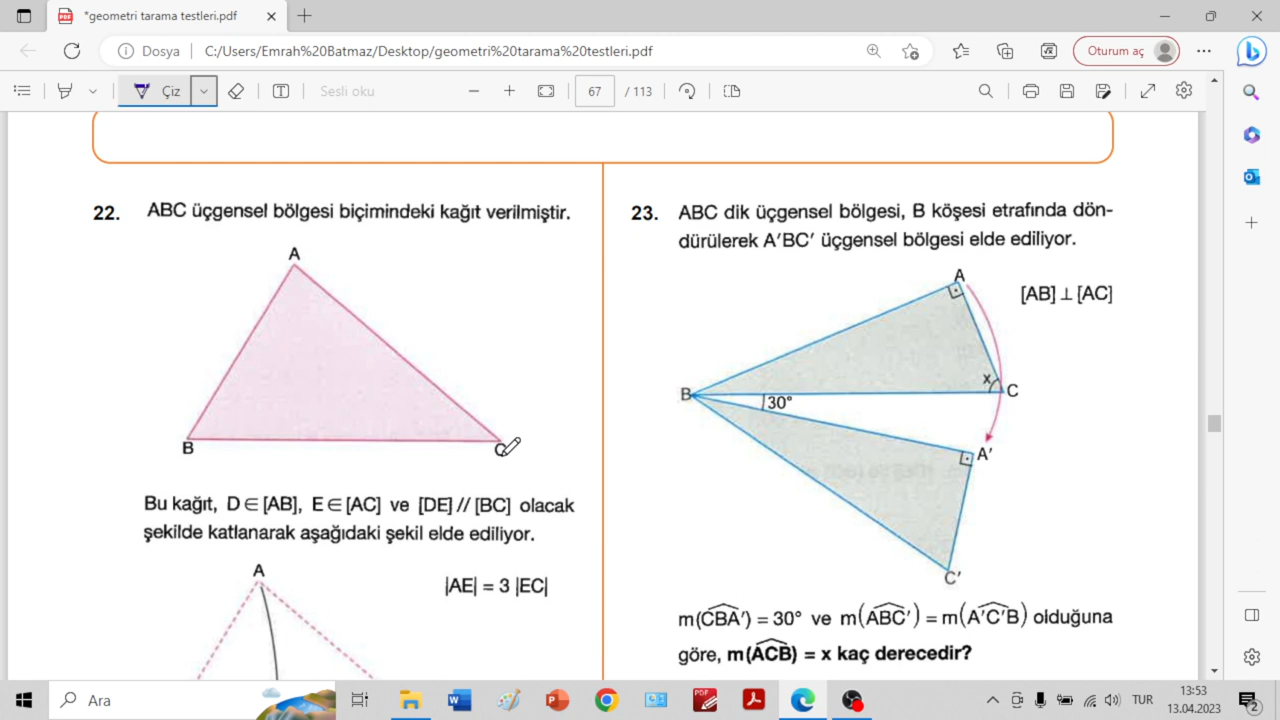 *geometri tarama testleri.pdf
Dosya
C:/Users/Emrah%20Batmaz/Desktop/geometri%20tarama%20testleri.pdf
Oturum aç
Çiz
Sesli oku
67 / 113
22. ABC üçgensel bölgesi biçimindeki kağıt verilmiştir.
A
B
C
Bu kağıt, D ∈ [AB], E ∈ [AC] ve [DE] // [BC] olacak
şekilde katlanarak aşağıdaki şekil elde ediliyor.
A
|AE| = 3 |EC|
23. ABC dik üçgensel bölgesi, B köşesi etrafında dön-
dürülerek A'BC' üçgensel bölgesi elde ediliyor.
A
[AB] ⊥ [AC]
x
B
C
30°
A'
C'
m(CBA') = 30° ve m(ABC') = m(A'C'B) olduğuna
göre, m(ACB) = x kaç derecedir?
Ara
TUR
13:53
13.04.2023
2